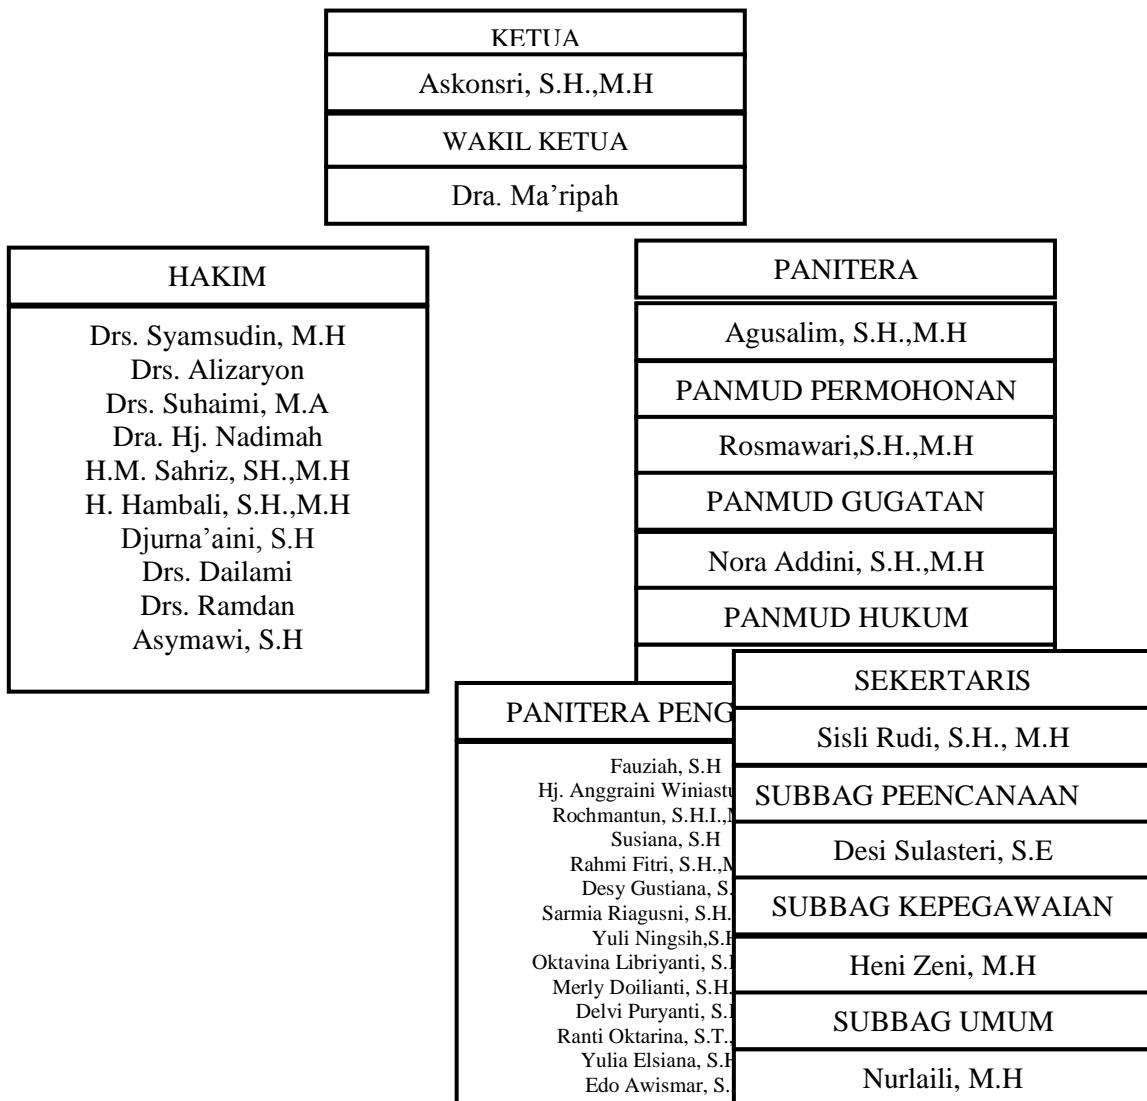 KETUA
Askonsri, S.H.,M.H
WAKIL KETUA
Dra. Ma’ripah
HAKIM
Drs. Syamsudin, M.H
Drs. Alizaryon
Drs. Suhaimi, M.A
Dra. Hj. Nadimah
H.M. Sahriz, SH.,M.H
H. Hambali, S.H.,M.H
Djurna’aini, S.H
Drs. Dailami
Drs. Ramdan
Asymawi, S.H
PANITERA
Agusalim, S.H.,M.H
PANMUD PERMOHONAN
Rosmawari,S.H.,M.H
PANMUD GUGATAN
Nora Addini, S.H.,M.H
PANMUD HUKUM
PANITERA
Fauziah, S.H
Hj. Anggraini
Rochmantun, S.H.I.,
Susiana, S.H
Rahmi Fitri, S.H.,
Desy Gustiana, S.
Sarmia Riagusni, S.H.
Yuli Ningsih,S.H
Oktavina Libriyanti, S.
Merly Doilianti, S.H.
Delvi Puryanti, S.
Ranti Oktarina, S.T.,
Yulia Elsiana, S.H
Edo Awismar, S.
SEKERTARIS
Sisli Rudi, S.H., M.H
SUBBAG PEENCANAAN
Desi Sulasteri, S.E
SUBBAG KEPEGAWAIAN
Heni Zeni, M.H
SUBBAG UMUM
Nurlaili, M.H